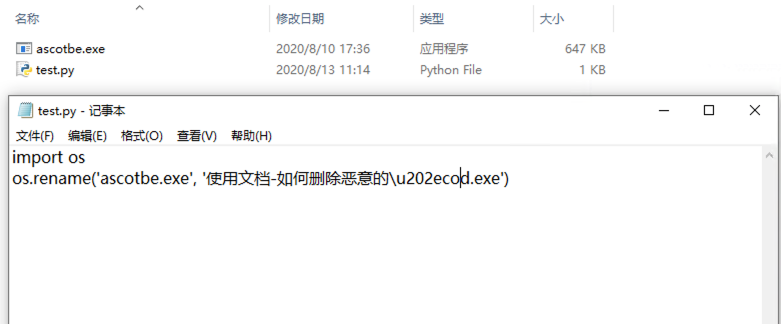 名称 修改日期 类型 大小
ascotbe.exe 2020/8/10 17:36 应用程序 647 KB
test.py 2020/8/13 11:14 Python File 1 KB
test.py - 记事本
文件(F) 编辑(E) 格式(O) 查看(V) 帮助(H)
import os
os.rename('ascotbe.exe', '使用文档-如何删除恶意的\u202ecod.exe')